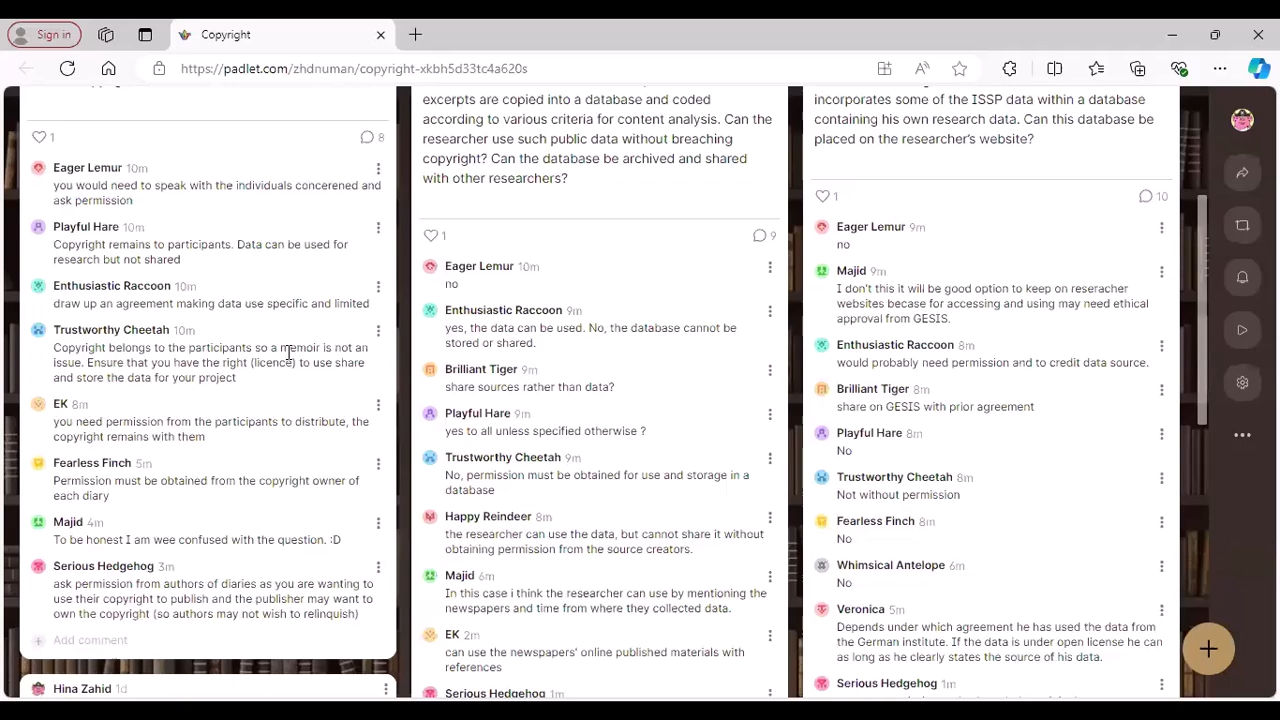 Sign in
Copyright
https://padlet.com/zhdnuman/copyright-xkbh5d33tc4a620s
1
8
Eager Lemur 10m
you would need to speak with the individuals concerened and
ask permission
Playful Hare 10m
Copyright remains to participants. Data can be used for
research but not shared
Enthusiastic Raccoon 10m
draw up an agreement making data use specific and limited
Trustworthy Cheetah 10m
Copyright belongs to the participants so a memoir is not an
issue. Ensure that you have the right (licence) to use share
and store the data for your project
EK 8m
you need permission from the participants to distribute, the
copyright remains with them
Fearless Finch 5m
Permission must be obtained from the copyright owner of
each diary
Majid 4m
To be honest I am wee confused with the question. :D
Serious Hedgehog 3m
ask permission from authors of diaries as you are wanting to
use their copyright to publish and the publisher may want to
own the copyright (so authors may not wish to relinquish)
Add comment
Hina Zahid 1d
excerpts are copied into a database and coded
according to various criteria for content analysis. Can the
researcher use such public data without breaching
copyright? Can the database be archived and shared
with other researchers?
1
9
Eager Lemur 10m
no
Enthusiastic Raccoon 9m
yes, the data can be used. No, the database cannot be
stored or shared.
Brilliant Tiger 9m
share sources rather than data?
Playful Hare 9m
yes to all unless specified otherwise ?
Trustworthy Cheetah 9m
No, permission must be obtained for use and storage in a
database
Happy Reindeer 8m
the researcher can use the data, but cannot share it without
obtaining permission from the source creators.
Majid 6m
In this case i think the researcher can use by mentioning the
newspapers and time from where they collected data.
EK 2m
can use the newspapers' online published materials with
references
Serious Hedgehog 1m
incorporates some of the ISSP data within a database
containing his own research data. Can this database be
placed on the researcher's website?
1
10
Eager Lemur 9m
no
Majid 9m
I don't this it will be good option to keep on reseracher
websites becase for accessing and using may need ethical
approval from GESIS.
Enthusiastic Raccoon 8m
would probably need permission and to credit data source.
Brilliant Tiger 8m
share on GESIS with prior agreement
Playful Hare 8m
No
Trustworthy Cheetah 8m
Not without permission
Fearless Finch 8m
No
Whimsical Antelope 6m
No
Veronica 5m
Depends under which agreement he has used the data from
the German institute. If the data is under open license he can
as long as he clearly states the source of his data.
Serious Hedgehog 1m